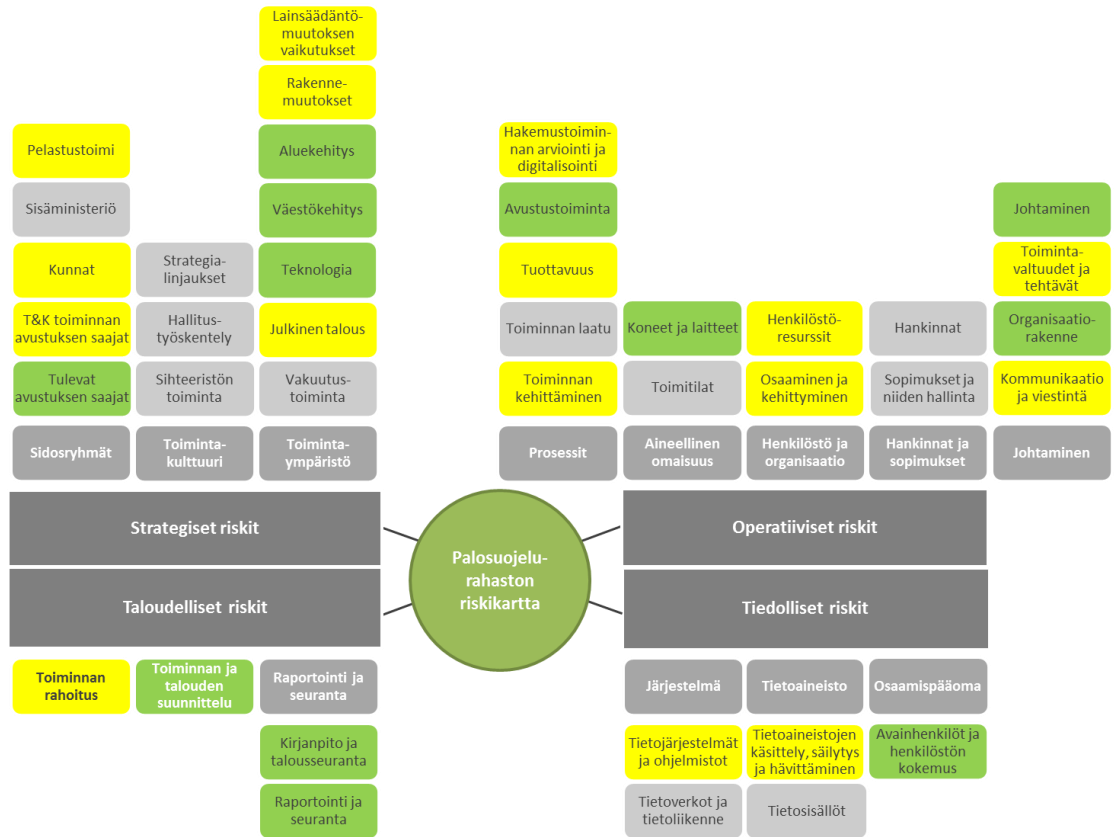 Lainsäädäntö-
muutoksen
vaikutukset
Rakenne-
muutokset
Pelastustoimi
Aluekehitys
Sisäministeriö
Väestökehitys
Kunnat
Strategia-
linjaukset
Teknologia
T&K toiminnan
avustuksen saajat
Hallitus-
työskentely
Julkinen talous
Tulevat
avustuksen saajat
Sihteeristön
toiminta
Vakuutus-
toiminta
Sidosryhmät
Toiminta-
kulttuuri
Toiminta-
ympäristö
Hakemustoimin-
nan arviointi ja
digitalisointi
Avustustoiminta
Johtaminen
Tuottavuus
Toiminta-
valtuudet ja
tehtävät
Toiminnan laatu
Koneet ja laitteet
Henkilöstö-
resurssit
Hankinnat
Organisaatio-
rakenne
Toiminnan
kehittäminen
Toimitilat
Osaaminen ja
kehittyminen
Sopimukset ja
niiden hallinta
Kommunikaatio
ja viestintä
Prosessit
Aineellinen
omaisuus
Henkilöstö ja
organisaatio
Hankinnat ja
sopimukset
Johtaminen
Strategiset riskit
Operatiiviset riskit
Palosuojelu-
rahaston
riskikartta
Taloudelliset riskit
Tiedolliset riskit
Toiminnan
rahoitus
Toiminnan ja
talouden
suunnittelu
Raportointi ja
seuranta
Kirjanpito ja
talousseuranta
Raportointi ja
seuranta
Järjestelmä
Tietoaineisto
Osaamispääoma
Tietojärjestelmät
ja ohjelmistot
Tietoaineistojen
käsittely, säilytys
ja hävittäminen
Avainhenkilöt ja
henkilöstön
kokemus
Tietoverkot ja
tietoliikenne
Tietosisällöt